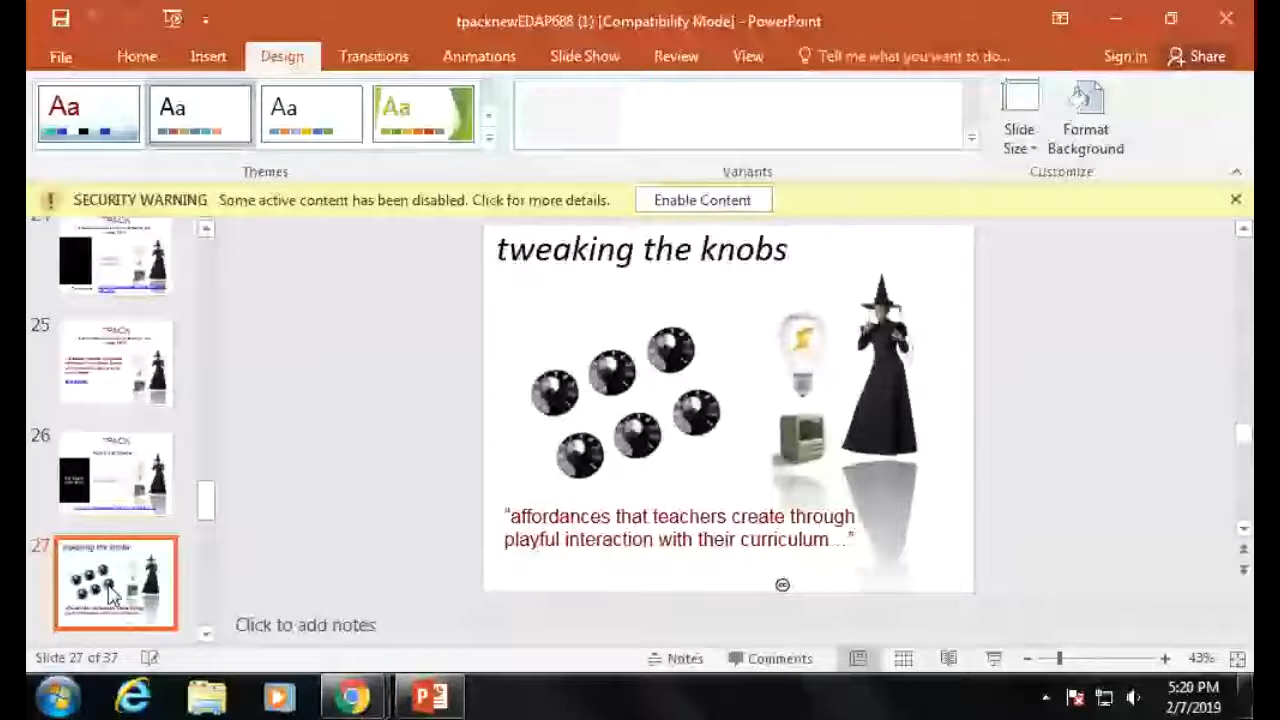 tpacknewEDAP688 (1) [Compatibility Mode] - PowerPoint
File Home Insert Design Transitions Animations Slide Show Review View Tell me what you want to do... Sign in Share
Aa Aa Aa Aa
Slide Size
Format Background
Themes Variants Customize
SECURITY WARNING Some active content has been disabled. Click for more details. Enable Content
25
26
27
tweaking the knobs
tweaking the knobs
"affordances that teachers create through
playful interaction with their curriculum..."
cc
Click to add notes
Slide 27 of 37 Notes Comments 43%
5:20 PM
2/7/2019